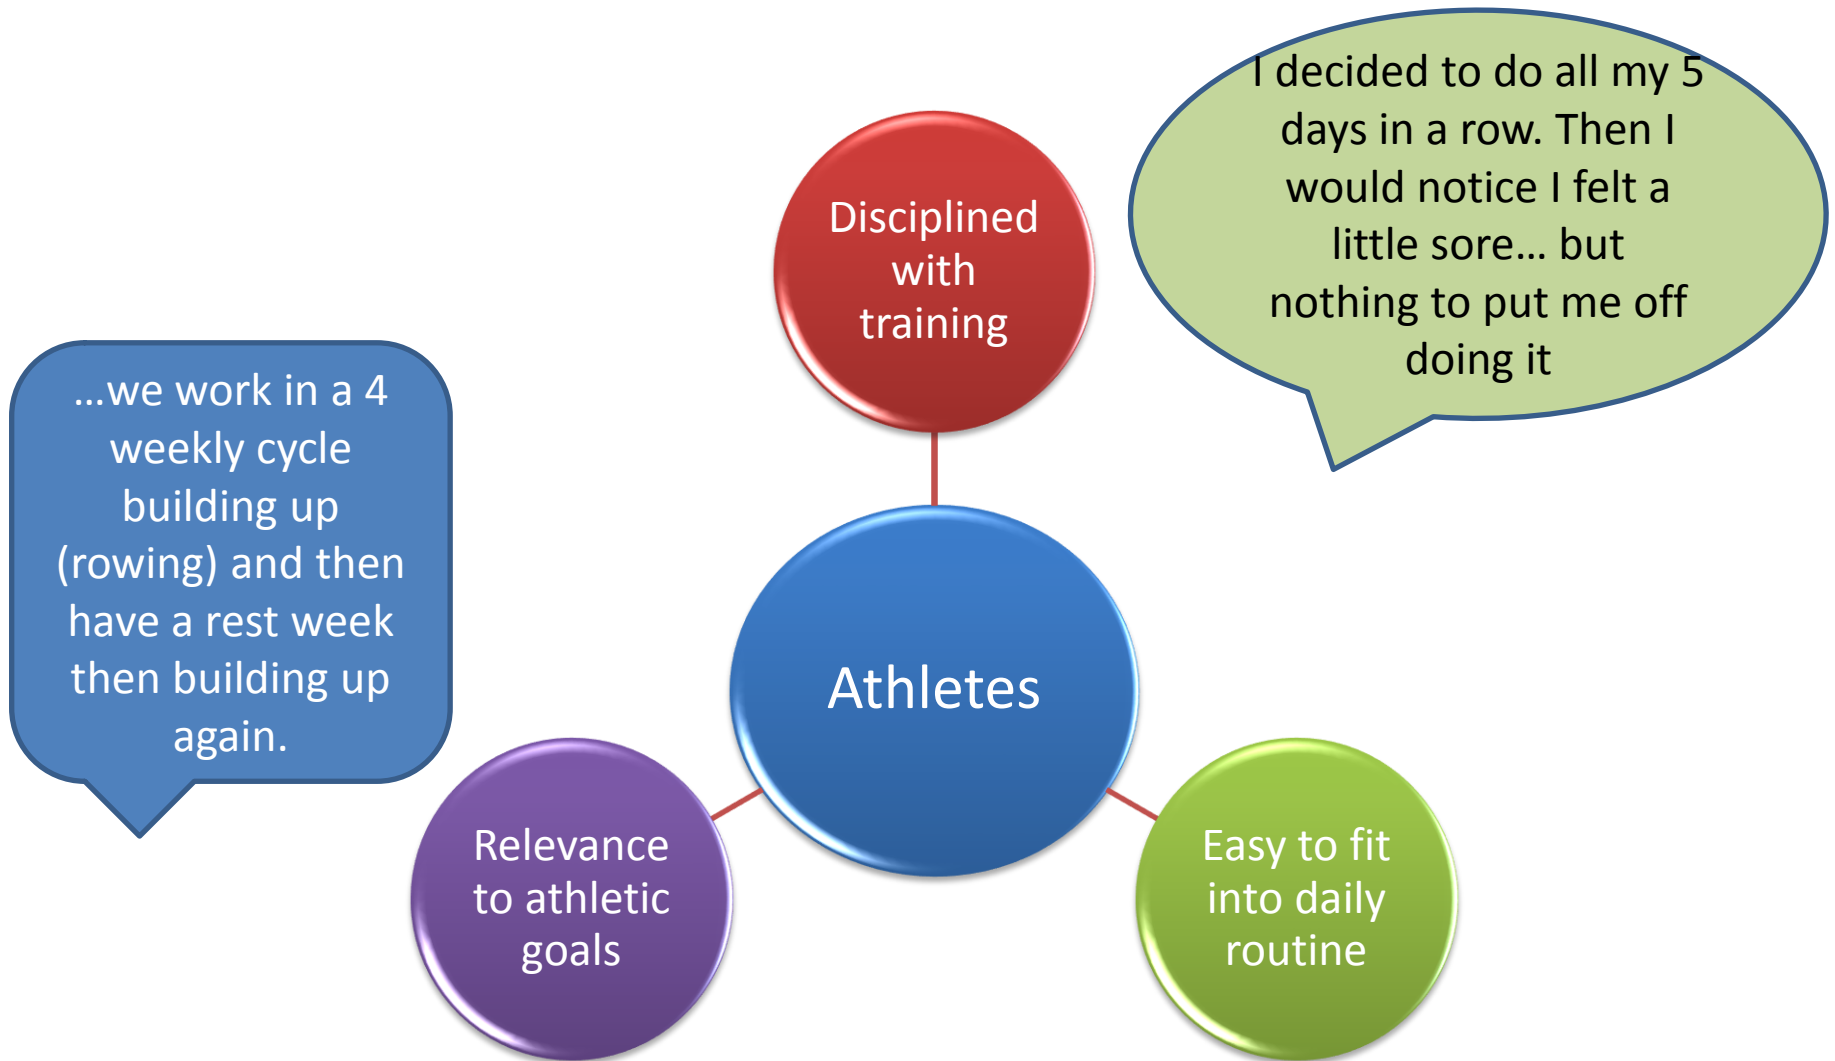 I decided to do all my 5
days in a row. Then I
would notice I felt a
little sore... but
nothing to put me off
doing it
Disciplined
with
training
...we work in a 4
weekly cycle
building up
(rowing) and then
have a rest week
then building up
again.
Athletes
Relevance
to athletic
goals
Easy to fit
into daily
routine